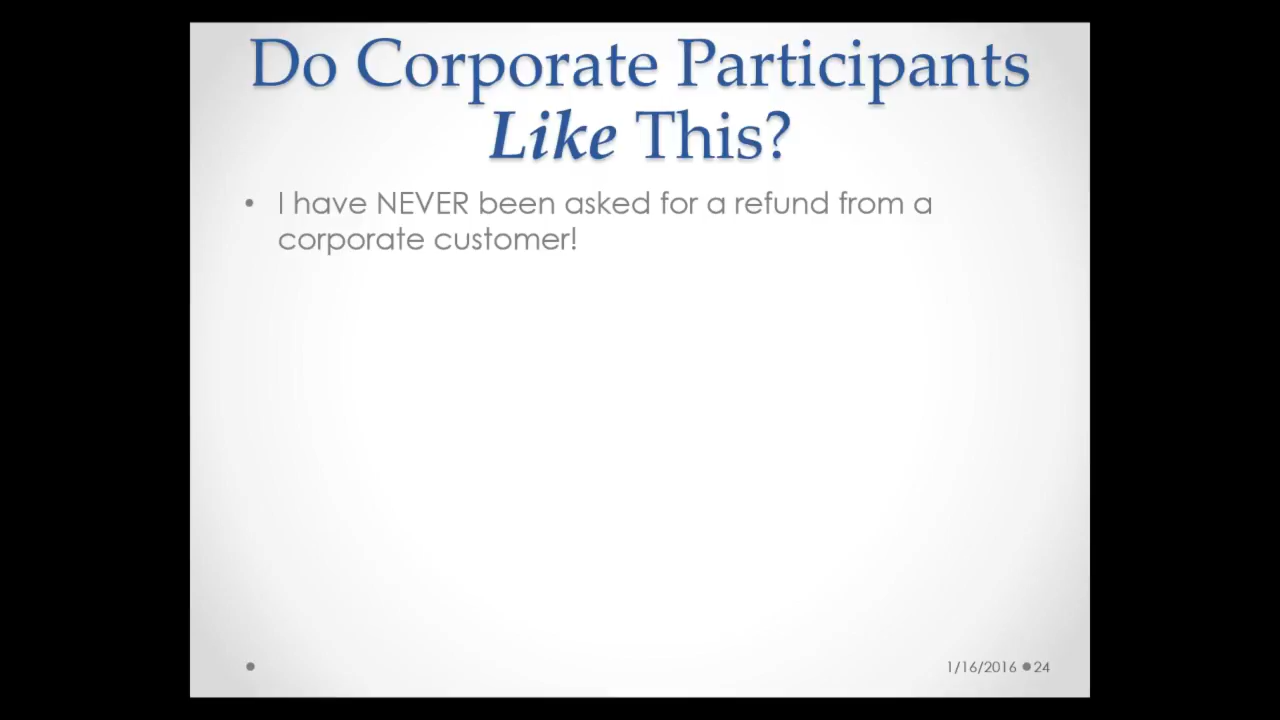 Do Corporate Participants
Like This?
• I have NEVER been asked for a refund from a
corporate customer!
1/16/2016 ● 24